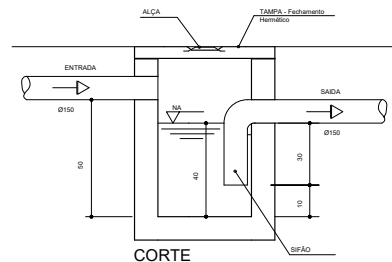 ALÇA
TAMPA - Fechamento
Hermético
ENTRADA
SAIDA
NA
Ø150
Ø150
50
40
30
10
SIFÃO
CORTE